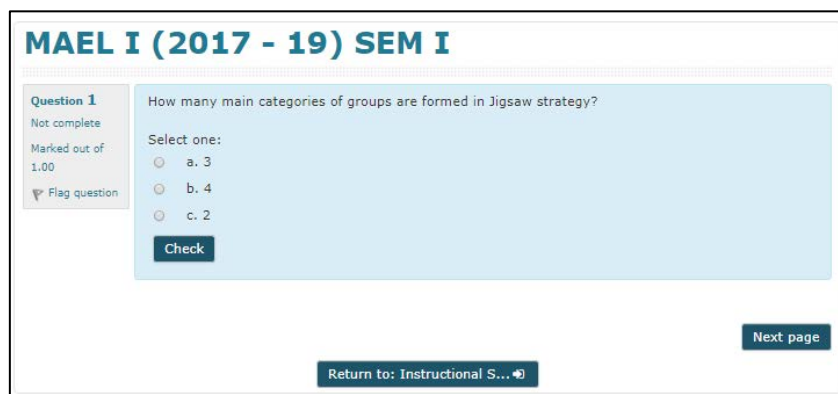 MAEL I (2017 - 19) SEM I
Question 1
Not complete
Marked out of
1.00
Flag question
How many main categories of groups are formed in Jigsaw strategy?
Select one:
a. 3
b. 4
c. 2
Check
Next page
Return to: Instructional S...